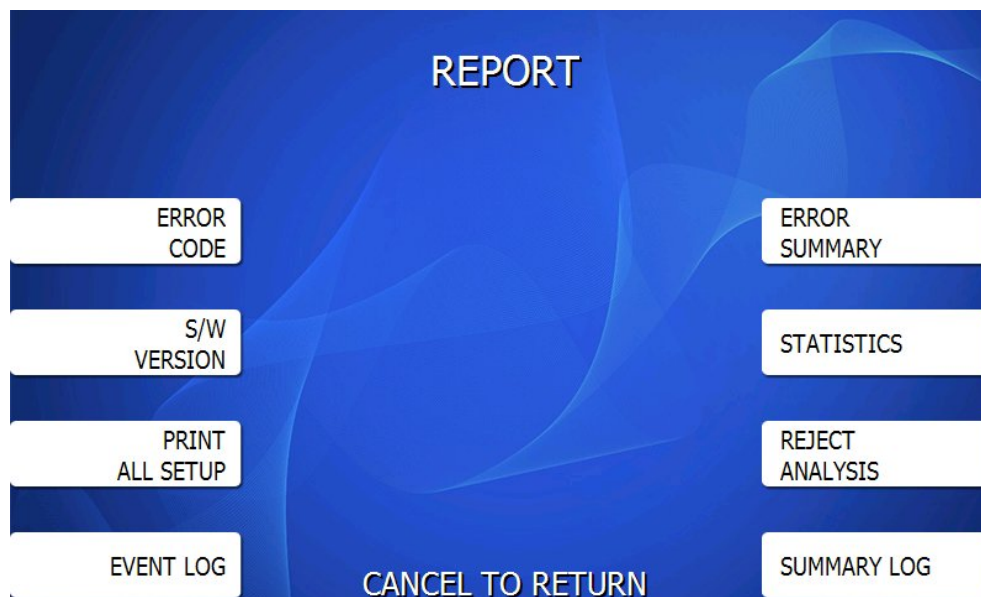 REPORT
ERROR
CODE
ERROR
SUMMARY
S/W
VERSION
STATISTICS
PRINT
ALL SETUP
REJECT
ANALYSIS
EVENT LOG
SUMMARY LOG
CANCEL TO RETURN